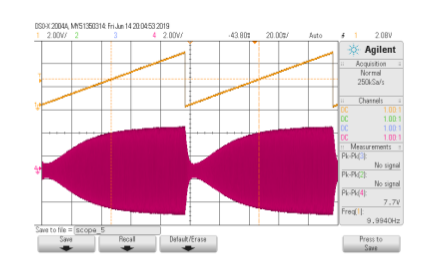 DSO-X 2004A, MY51350314: Fri Jun 14 20:04:53 2019
1 2.00V/ 2 3 4 2.00V/ -43.80s 20.00s/ Auto 1 2.08V
Agilent
Acquisition
Normal
250kSa/s
Channels
DC 1.00:1
DC 1.00:1
DC 1.00:1
DC 1.00:1
Measurements
Pk-Pk(3):
No signal
Pk-Pk(2):
No signal
Pk-Pk(4):
7.7V
Freq(1):
9.9940Hz
Save to file = scope_5
Save
Recall
Default/Erase
Press to
Save